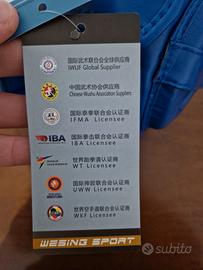 国际武术联合会全球供应商
IWUF Global Supplier
中国武术协会供应商
Chinese Wushu Association Suppliers
国际泰拳联合会认证商
IFMA Licensee
IBA
国际拳击联合会认证商
IBA Licensee
世界跆拳道认证商
WT Licensee
国际摔跤联合会认证商
UWW Licensee
世界空手道联合会认证商
WKF Licensee
WESING SPORT
subito